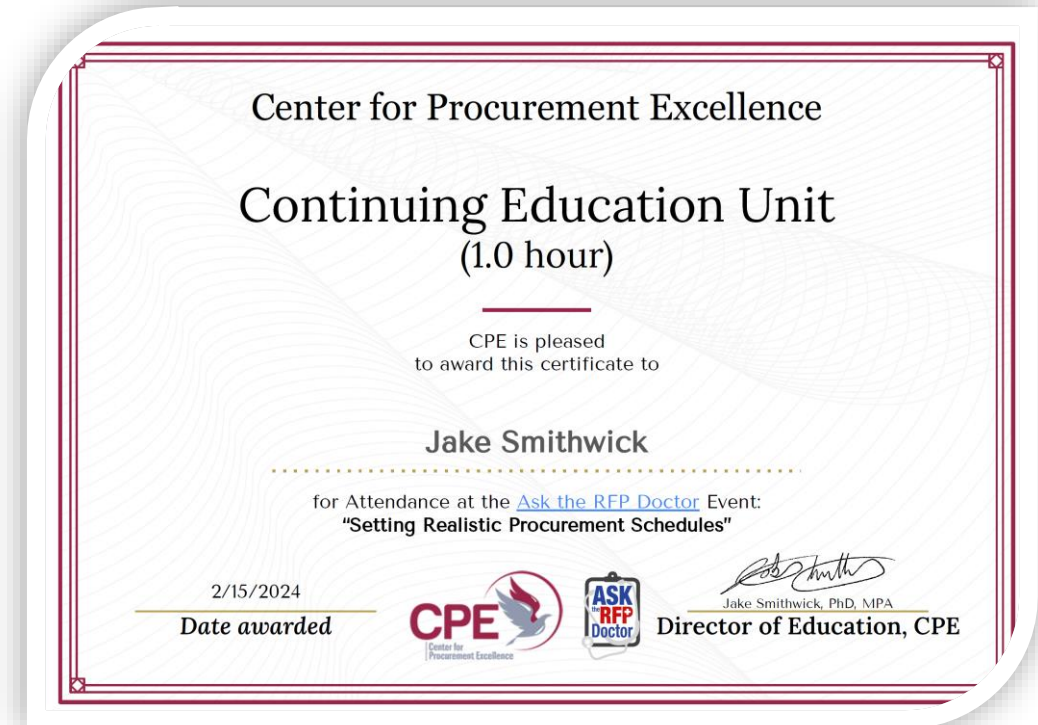 Center for Procurement Excellence
Continuing Education Unit
(1.0 hour)
CPE is pleased
to award this certificate to
Jake Smithwick
for Attendance at the Ask the RFP Doctor Event:
“Setting Realistic Procurement Schedules”
2/15/2024
Date awarded
CPE
Center for
Procurement Excellence
ASK
the RFP
Doctor
Jake Smithwick, PhD, MPA
Director of Education, CPE